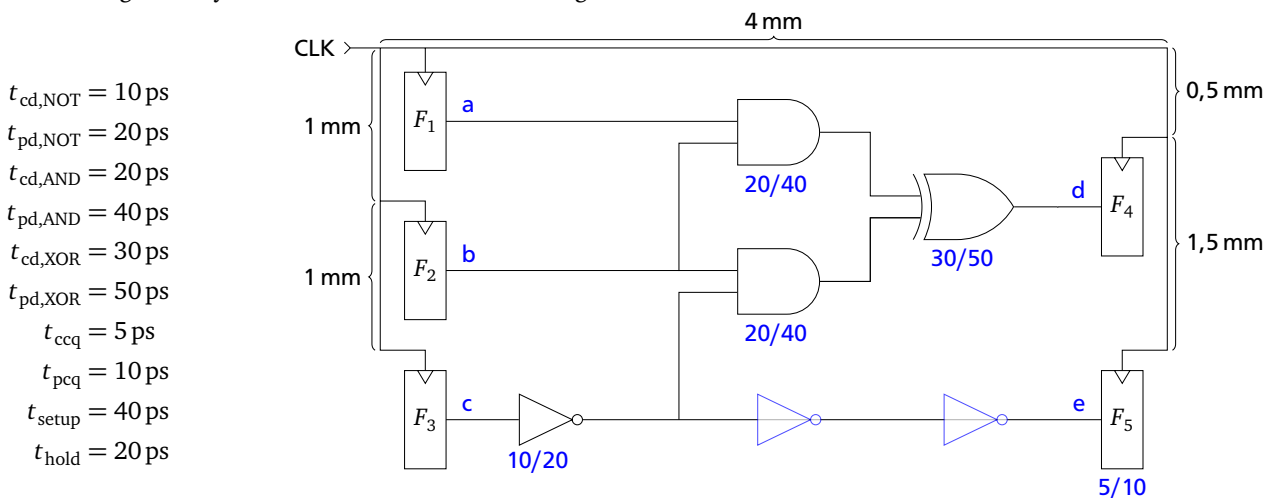 4 mm
CLK
t_cd,NOT = 10 ps
t_pd,NOT = 20 ps
t_cd,AND = 20 ps
t_pd,AND = 40 ps
t_cd,XOR = 30 ps
t_pd,XOR = 50 ps
t_ccq = 5 ps
t_pcq = 10 ps
t_setup = 40 ps
t_hold = 20 ps
1 mm
1 mm
F1
a
20/40
F2
b
20/40
30/50
d
F4
0,5 mm
1,5 mm
F3
c
10/20
e
F5
5/10